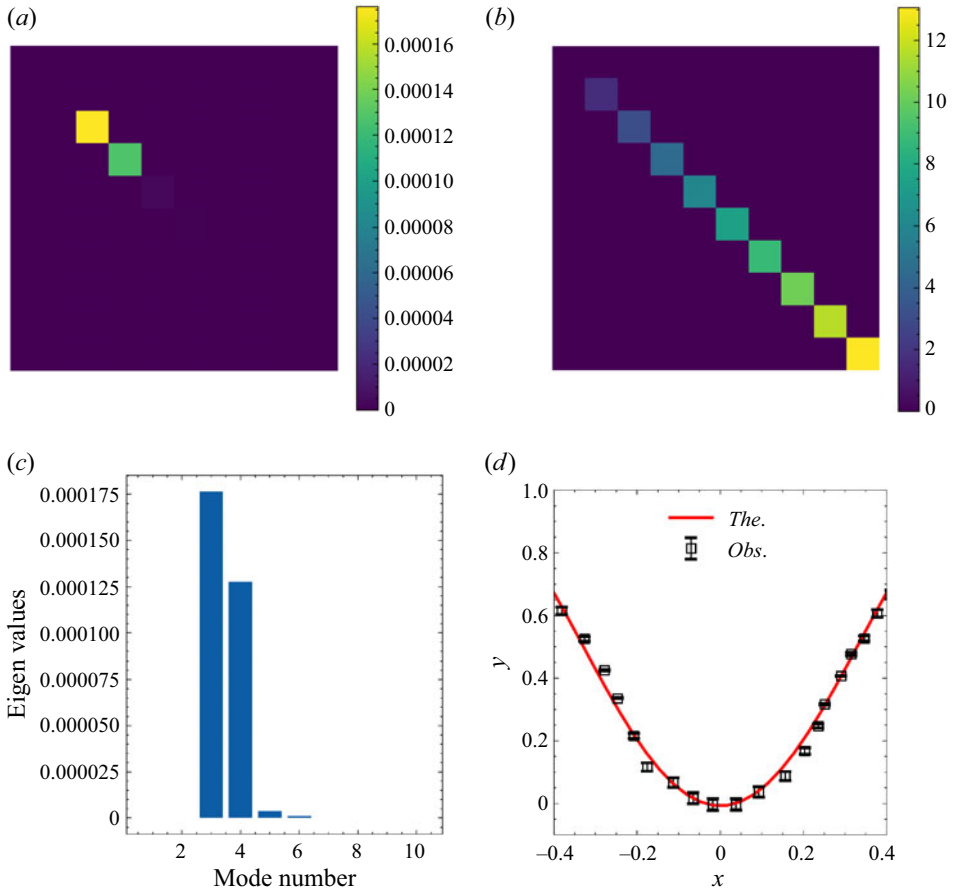 (a)
0.00016
0.00014
0.00012
0.00010
0.00008
0.00006
0.00004
0.00002
0
(b)
12
10
8
6
4
2
0
(c)
0.000175
0.000150
0.000125
0.000100
0.000075
0.000050
0.000025
0
Eigen values
2 4 6 8 10
Mode number
(d)
1.0
0.8
0.6
0.4
0.2
0
y
The.
Obs.
–0.4 –0.2 0 0.2 0.4
x